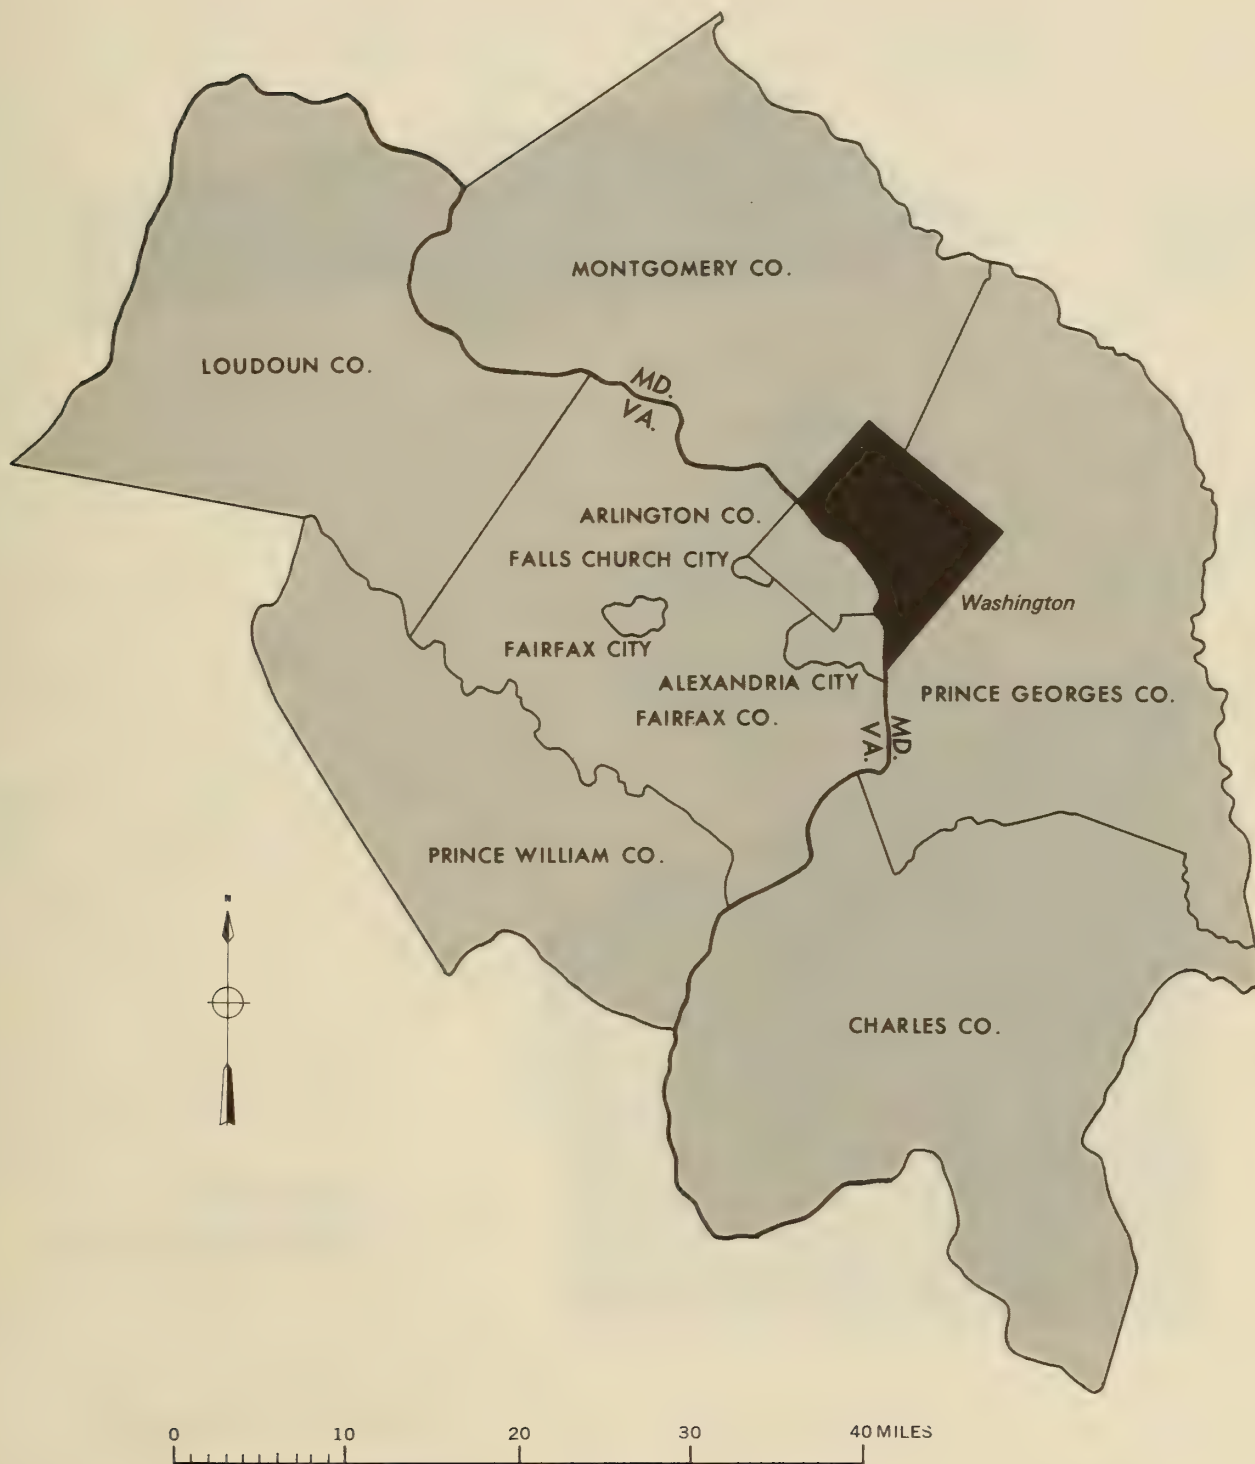 MONTGOMERY CO.
LOUDOUN CO.
MD.
VA.
ARLINGTON CO.
FALLS CHURCH CITY
Washington
FAIRFAX CITY
ALEXANDRIA CITY
PRINCE GEORGES CO.
FAIRFAX CO.
MD.
VA.
PRINCE WILLIAM CO.
CHARLES CO.
0 10 20 30 40 MILES